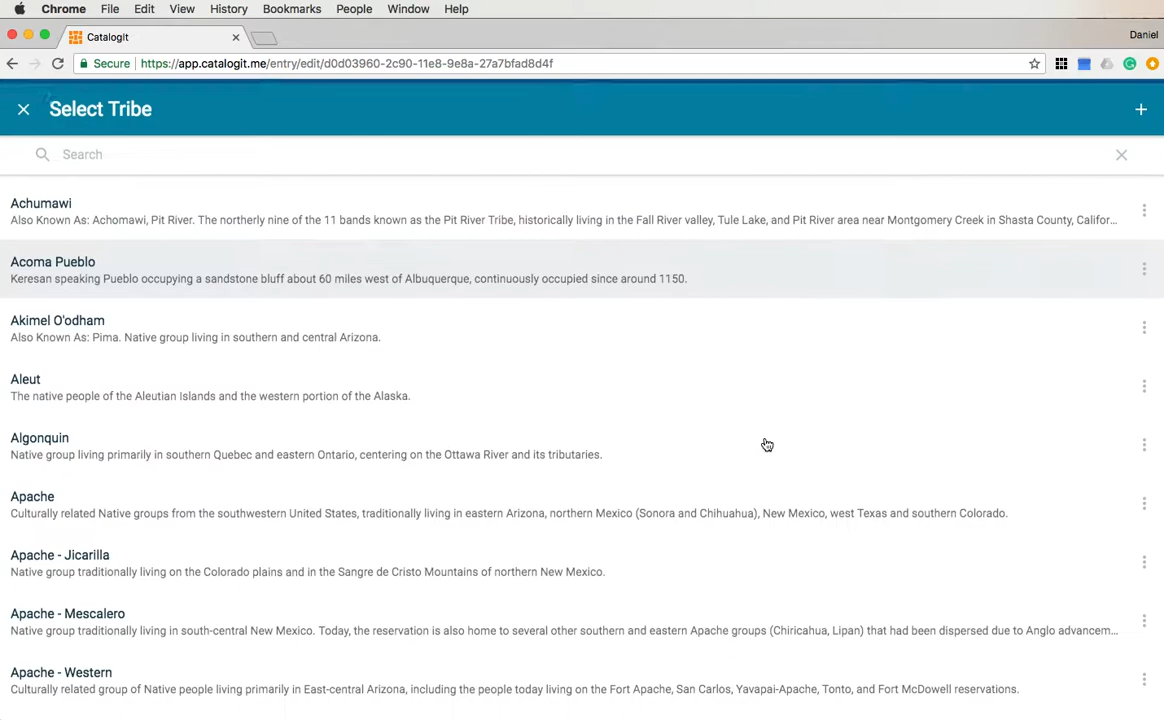 Chrome File Edit View History Bookmarks People Window Help
Catalogit
Daniel
Secure https://app.catalogit.me/entry/edit/d0d03960-2c90-11e8-9e8a-27a7bfad8d4f
Select Tribe
Search
Achumawi
Also Known As: Achomawi, Pit River. The northerly nine of the 11 bands known as the Pit River Tribe, historically living in the Fall River valley, Tule Lake, and Pit River area near Montgomery Creek in Shasta County, Califor...
Acoma Pueblo
Keresan speaking Pueblo occupying a sandstone bluff about 60 miles west of Albuquerque, continuously occupied since around 1150.
Akimel O'odham
Also Known As: Pima. Native group living in southern and central Arizona.
Aleut
The native people of the Aleutian Islands and the western portion of the Alaska.
Algonquin
Native group living primarily in southern Quebec and eastern Ontario, centering on the Ottawa River and its tributaries.
Apache
Culturally related Native groups from the southwestern United States, traditionally living in eastern Arizona, northern Mexico (Sonora and Chihuahua), New Mexico, west Texas and southern Colorado.
Apache - Jicarilla
Native group traditionally living on the Colorado plains and in the Sangre de Cristo Mountains of northern New Mexico.
Apache - Mescalero
Native group traditionally living in south-central New Mexico. Today, the reservation is also home to several other southern and eastern Apache groups (Chiricahua, Lipan) that had been dispersed due to Anglo advancem...
Apache - Western
Culturally related group of Native people living primarily in East-central Arizona, including the people today living on the Fort Apache, San Carlos, Yavapai-Apache, Tonto, and Fort McDowell reservations.